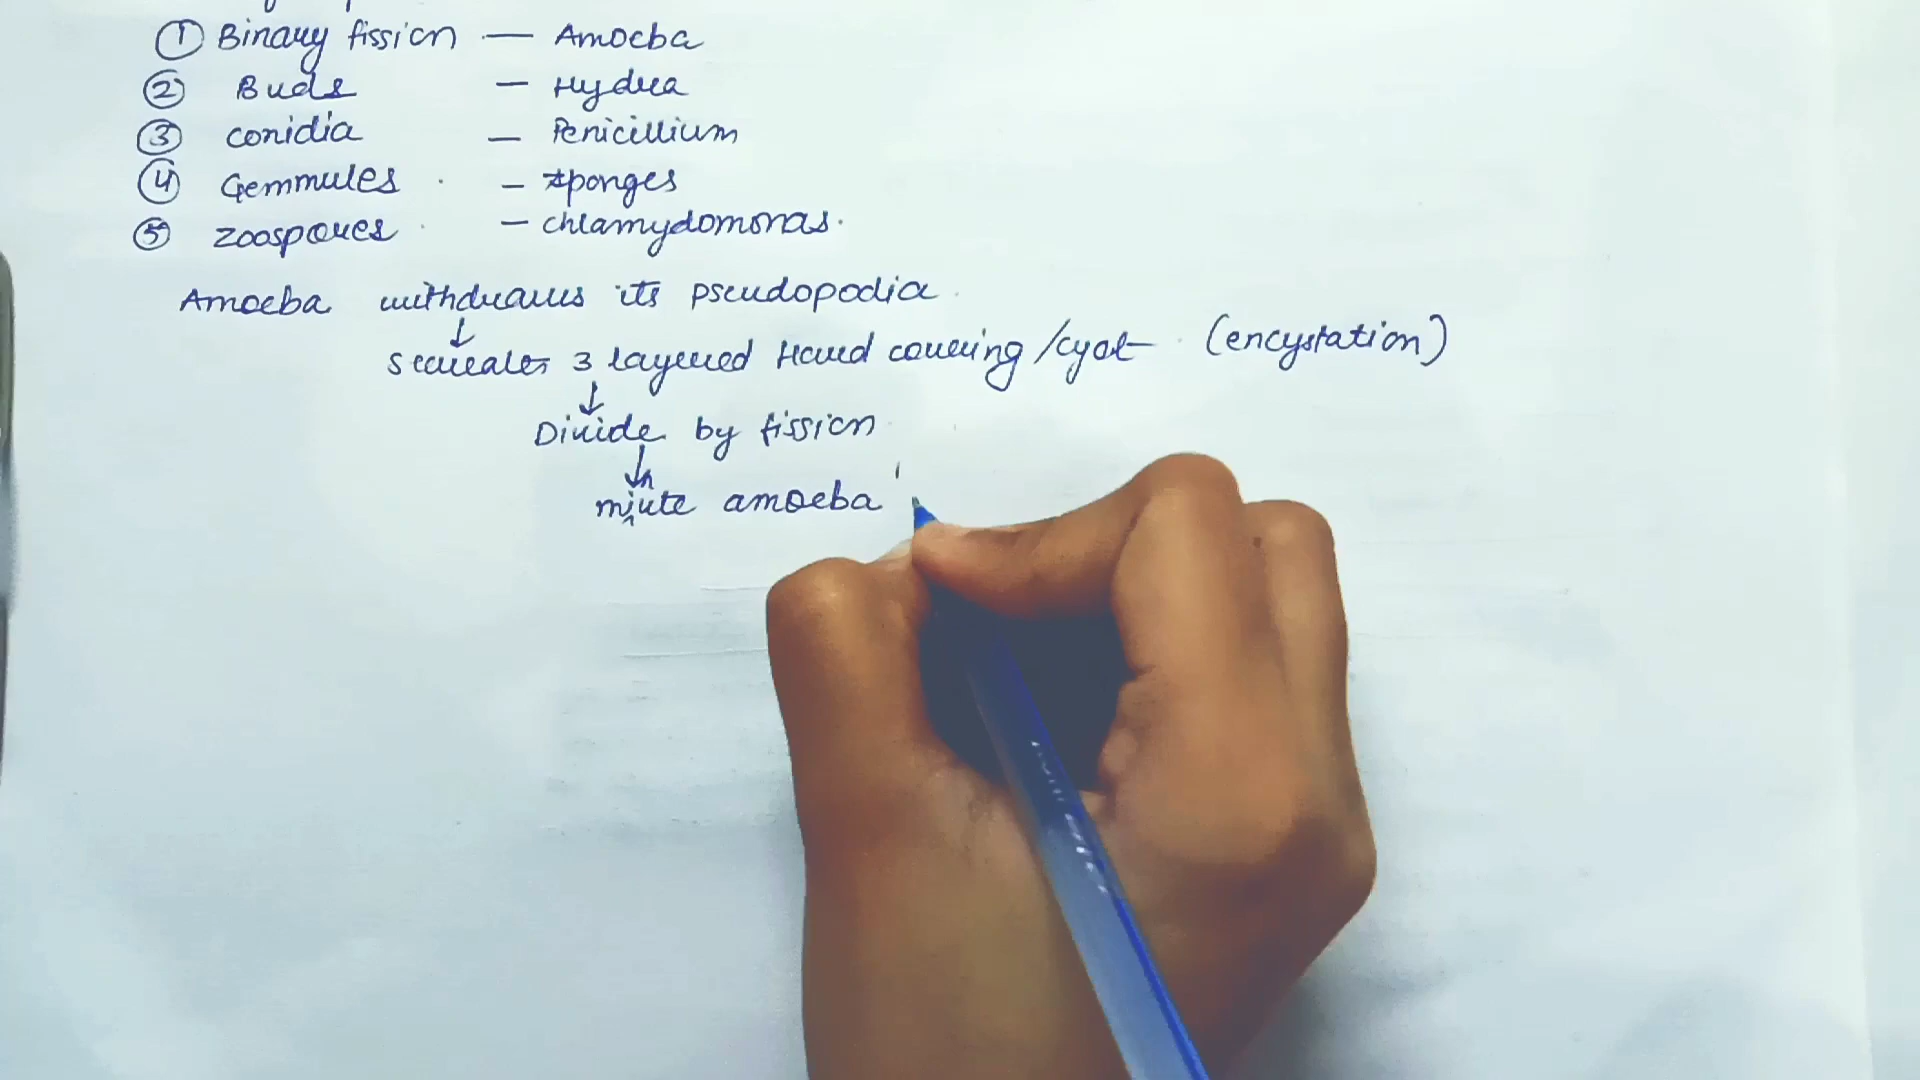 ① Binary fission — Amoeba
② Buds — Hydra
③ conidia — Penicillium
④ Gemmules — sponges
⑤ zoospores — chlamydomonas.
Amoeba withdraws its pseudopodia
↓
secreates 3 layered Hard covering /cyst (encystation)
↓
Divide by fission
↓
minute amoeba